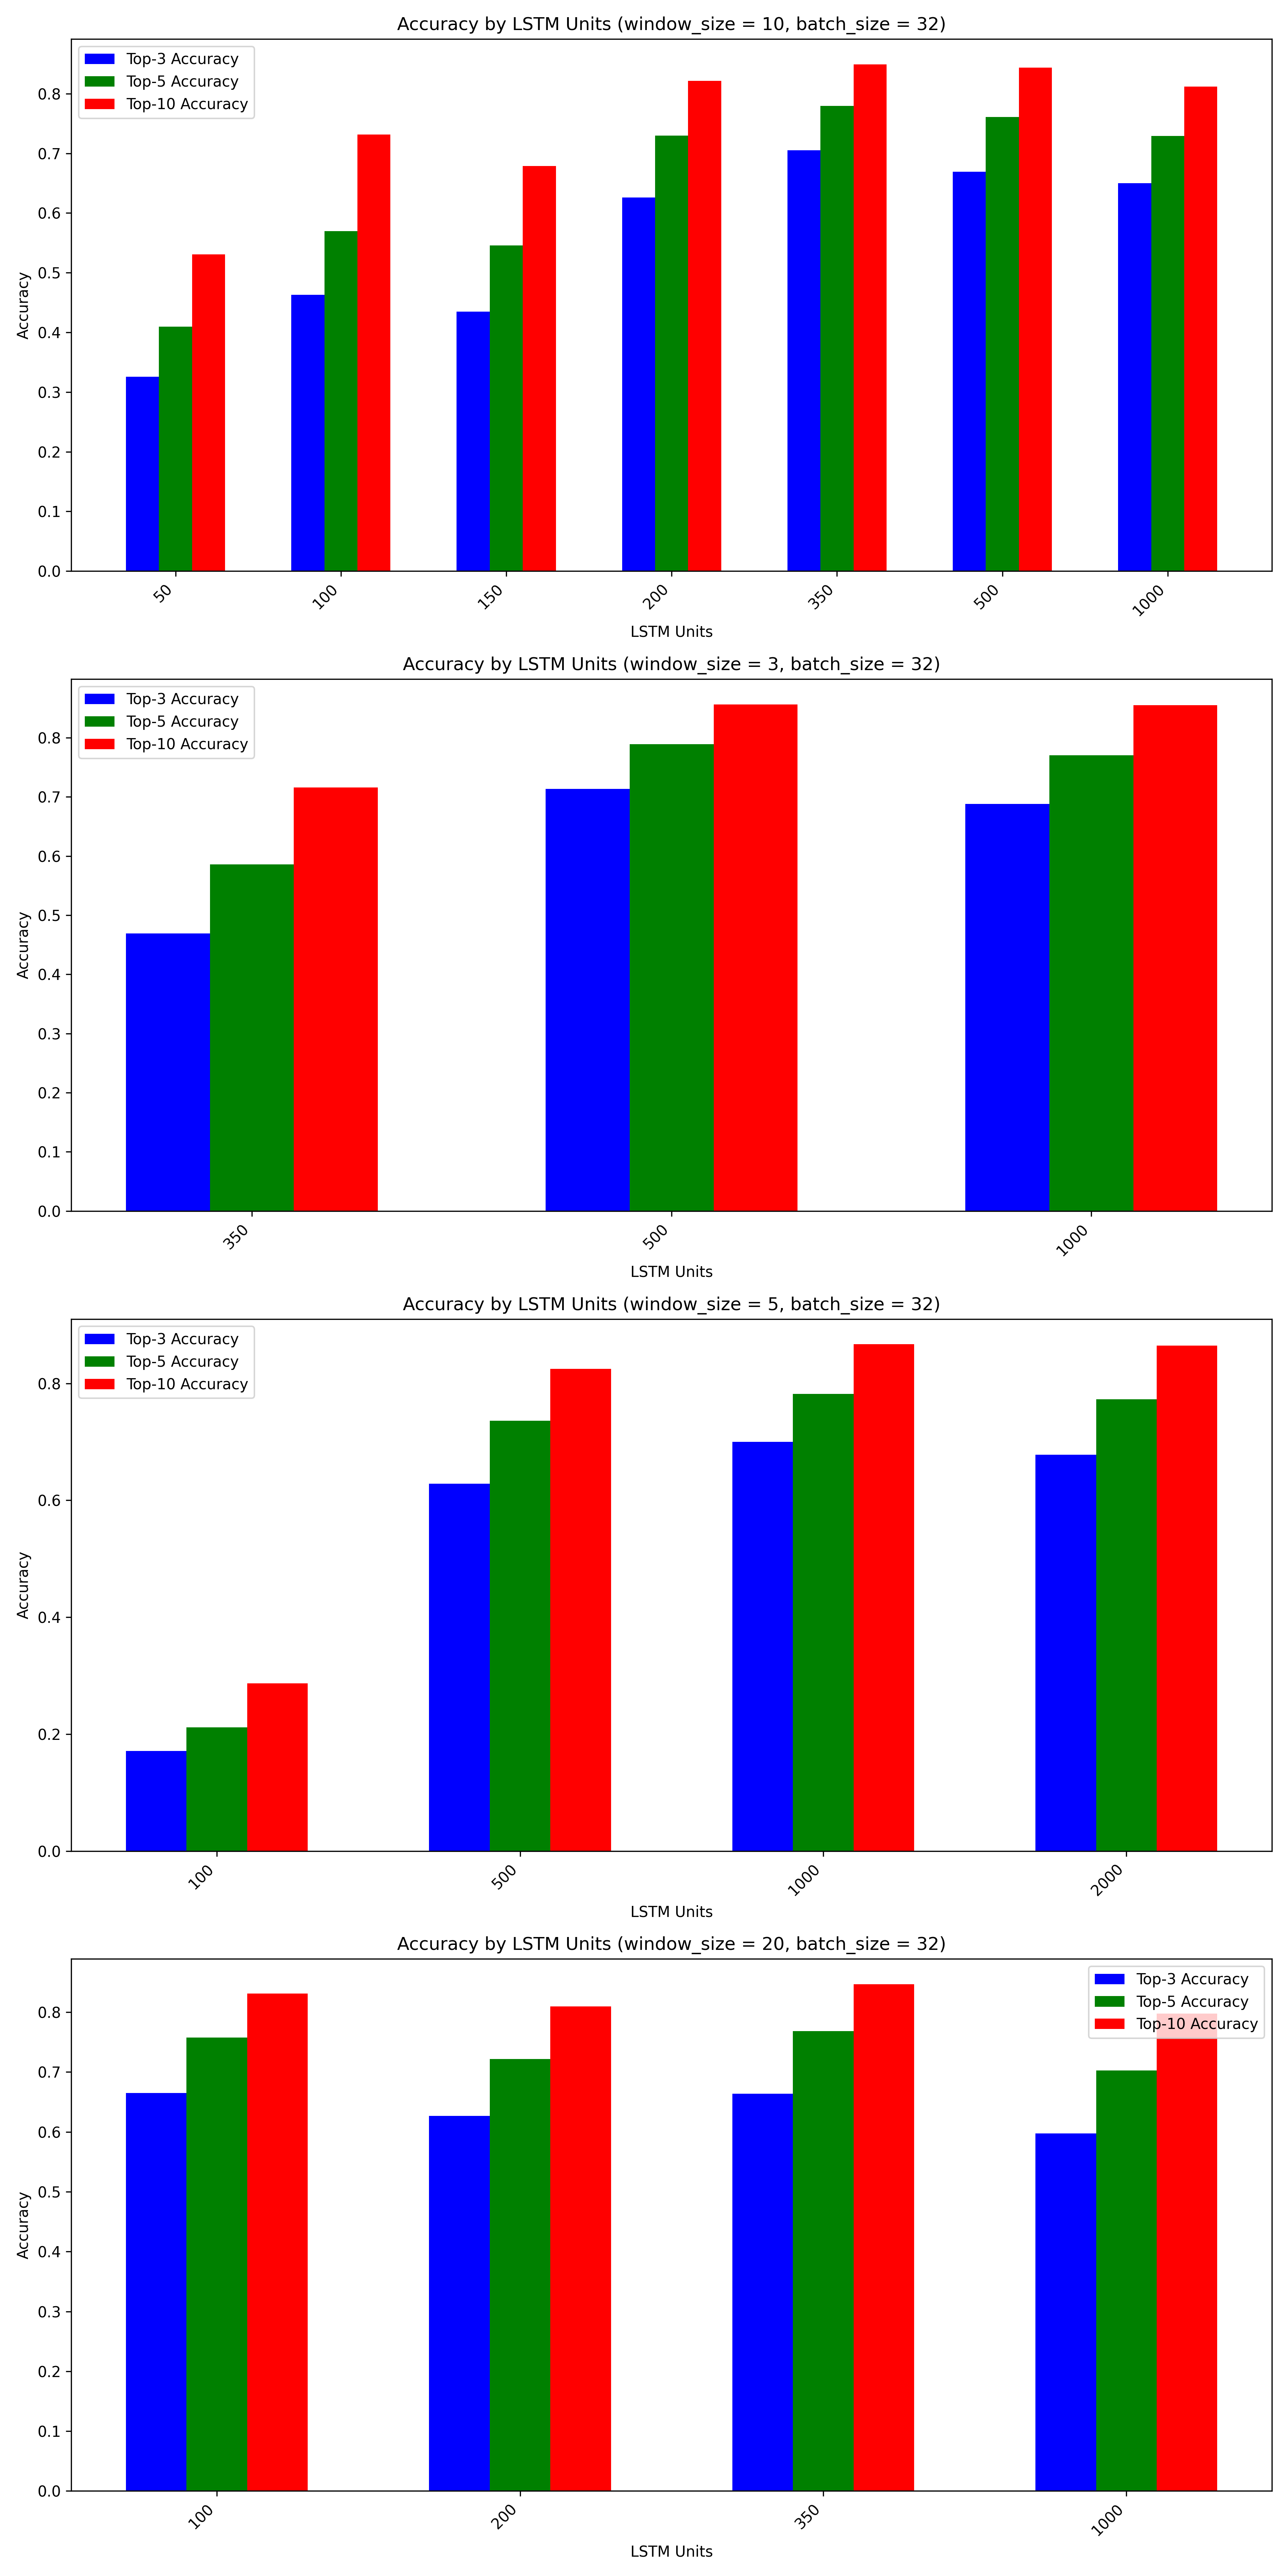 Accuracy by LSTM Units (window_size = 10, batch_size = 32)
Top-3 Accuracy
Top-5 Accuracy
Top-10 Accuracy
Accuracy
0.8
0.7
0.6
0.5
0.4
0.3
0.2
0.1
0.0
50
100
150
200
350
500
1000
LSTM Units
Accuracy by LSTM Units (window_size = 3, batch_size = 32)
Top-3 Accuracy
Top-5 Accuracy
Top-10 Accuracy
Accuracy
0.8
0.7
0.6
0.5
0.4
0.3
0.2
0.1
0.0
350
500
1000
LSTM Units
Accuracy by LSTM Units (window_size = 5, batch_size = 32)
Top-3 Accuracy
Top-5 Accuracy
Top-10 Accuracy
Accuracy
0.8
0.6
0.4
0.2
0.0
100
500
1000
2000
LSTM Units
Accuracy by LSTM Units (window_size = 20, batch_size = 32)
Top-3 Accuracy
Top-5 Accuracy
Top-10 Accuracy
Accuracy
0.8
0.7
0.6
0.5
0.4
0.3
0.2
0.1
0.0
100
200
350
1000
LSTM Units